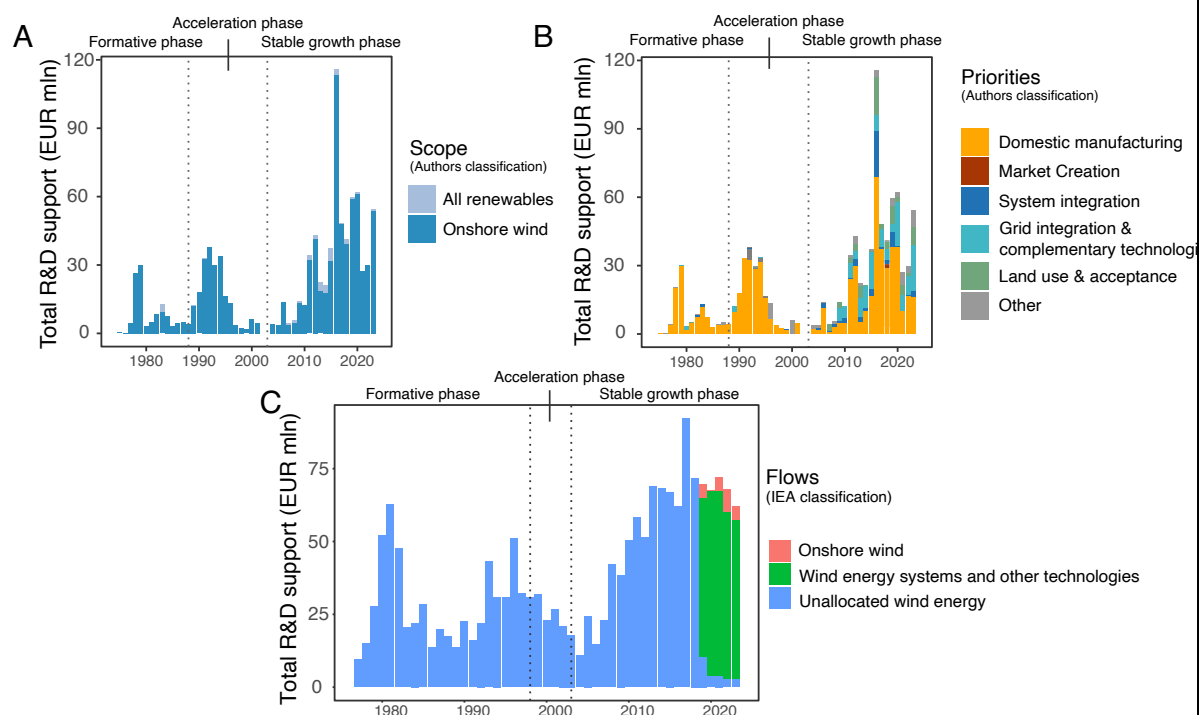 A
Acceleration phase
Formative phase
Stable growth phase
Total R&D support (EUR mln)
120
90
60
30
0
1980
1990
2000
2010
2020
Scope
(Authors classification)
All renewables
Onshore wind
B
Acceleration phase
Formative phase
Stable growth phase
Total R&D support (EUR mln)
120
90
60
30
0
1980
1990
2000
2010
2020
Priorities
(Authors classification)
Domestic manufacturing
Market Creation
System integration
Grid integration &
complementary technologi
Land use & acceptance
Other
C
Acceleration phase
Formative phase
Stable growth phase
Total R&D support (EUR mln)
75
50
25
0
1980
1990
2000
2010
2020
Flows
(IEA classification)
Onshore wind
Wind energy systems and other technologies
Unallocated wind energy